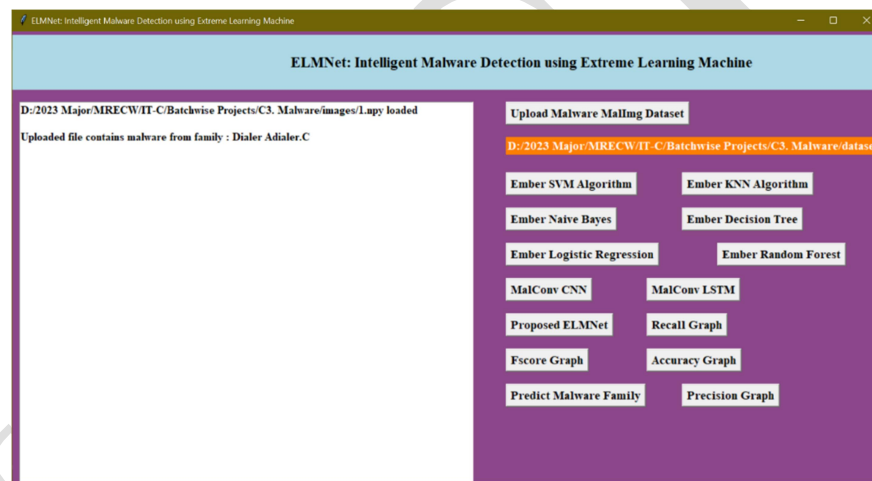 ELMNet: Intelligent Malware Detection using Extreme Learning Machine
ELMNet: Intelligent Malware Detection using Extreme Learning Machine
D:/2023 Major/MRECW/IT-C/Batchwise Projects/C3. Malware/images/1.npy loaded
Uploaded file contains malware from family : Dialer Adialer.C
Upload Malware MalImg Dataset
D:/2023 Major/MRECW/IT-C/Batchwise Projects/C3. Malware/datase
Ember SVM Algorithm
Ember KNN Algorithm
Ember Naive Bayes
Ember Decision Tree
Ember Logistic Regression
Ember Random Forest
MalConv CNN
MalConv LSTM
Proposed ELMNet
Recall Graph
Fscore Graph
Accuracy Graph
Predict Malware Family
Precision Graph